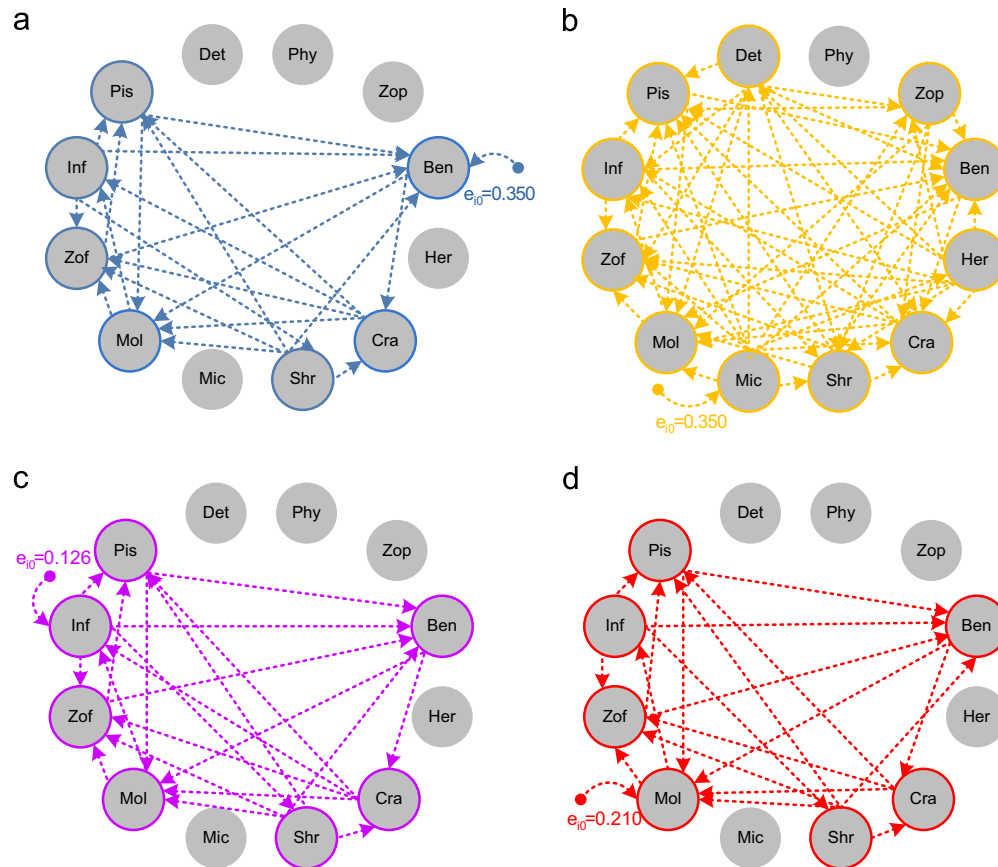 a
Det
Phy
Pis
Zop
Inf
Ben
e_i0=0.350
Zof
Her
Mol
Cra
Mic
Shr
b
Det
Phy
Pis
Zop
Inf
Ben
Zof
Her
Mol
Cra
Mic
Shr
e_i0=0.350
c
Det
Phy
e_i0=0.126
Pis
Zop
Inf
Ben
Zof
Her
Mol
Cra
Mic
Shr
d
Det
Phy
Pis
Zop
Inf
Ben
Zof
Her
Mol
Cra
e_i0=0.210
Mic
Shr